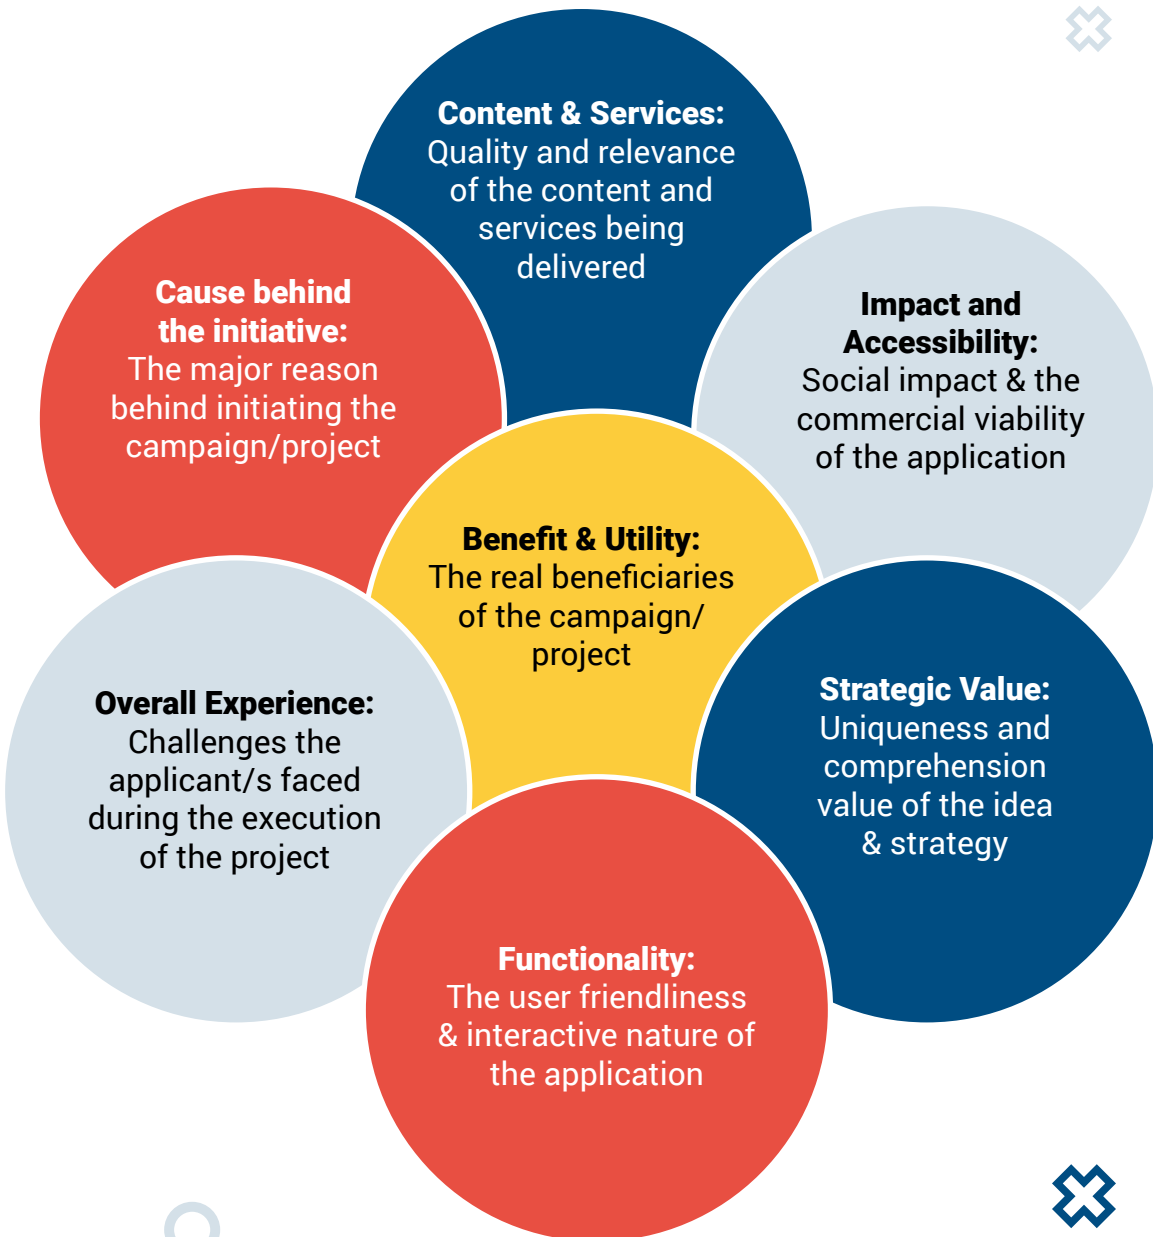 Content & Services:
Quality and relevance
of the content and
services being
delivered
Cause behind
the initiative:
The major reason
behind initiating the
campaign/project
Impact and
Accessibility:
Social impact & the
commercial viability
of the application
Benefit & Utility:
The real beneficiaries
of the campaign/
project
Overall Experience:
Challenges the
applicant/s faced
during the execution
of the project
Strategic Value:
Uniqueness and
comprehension
value of the idea
& strategy
Functionality:
The user friendliness
& interactive nature of
the application